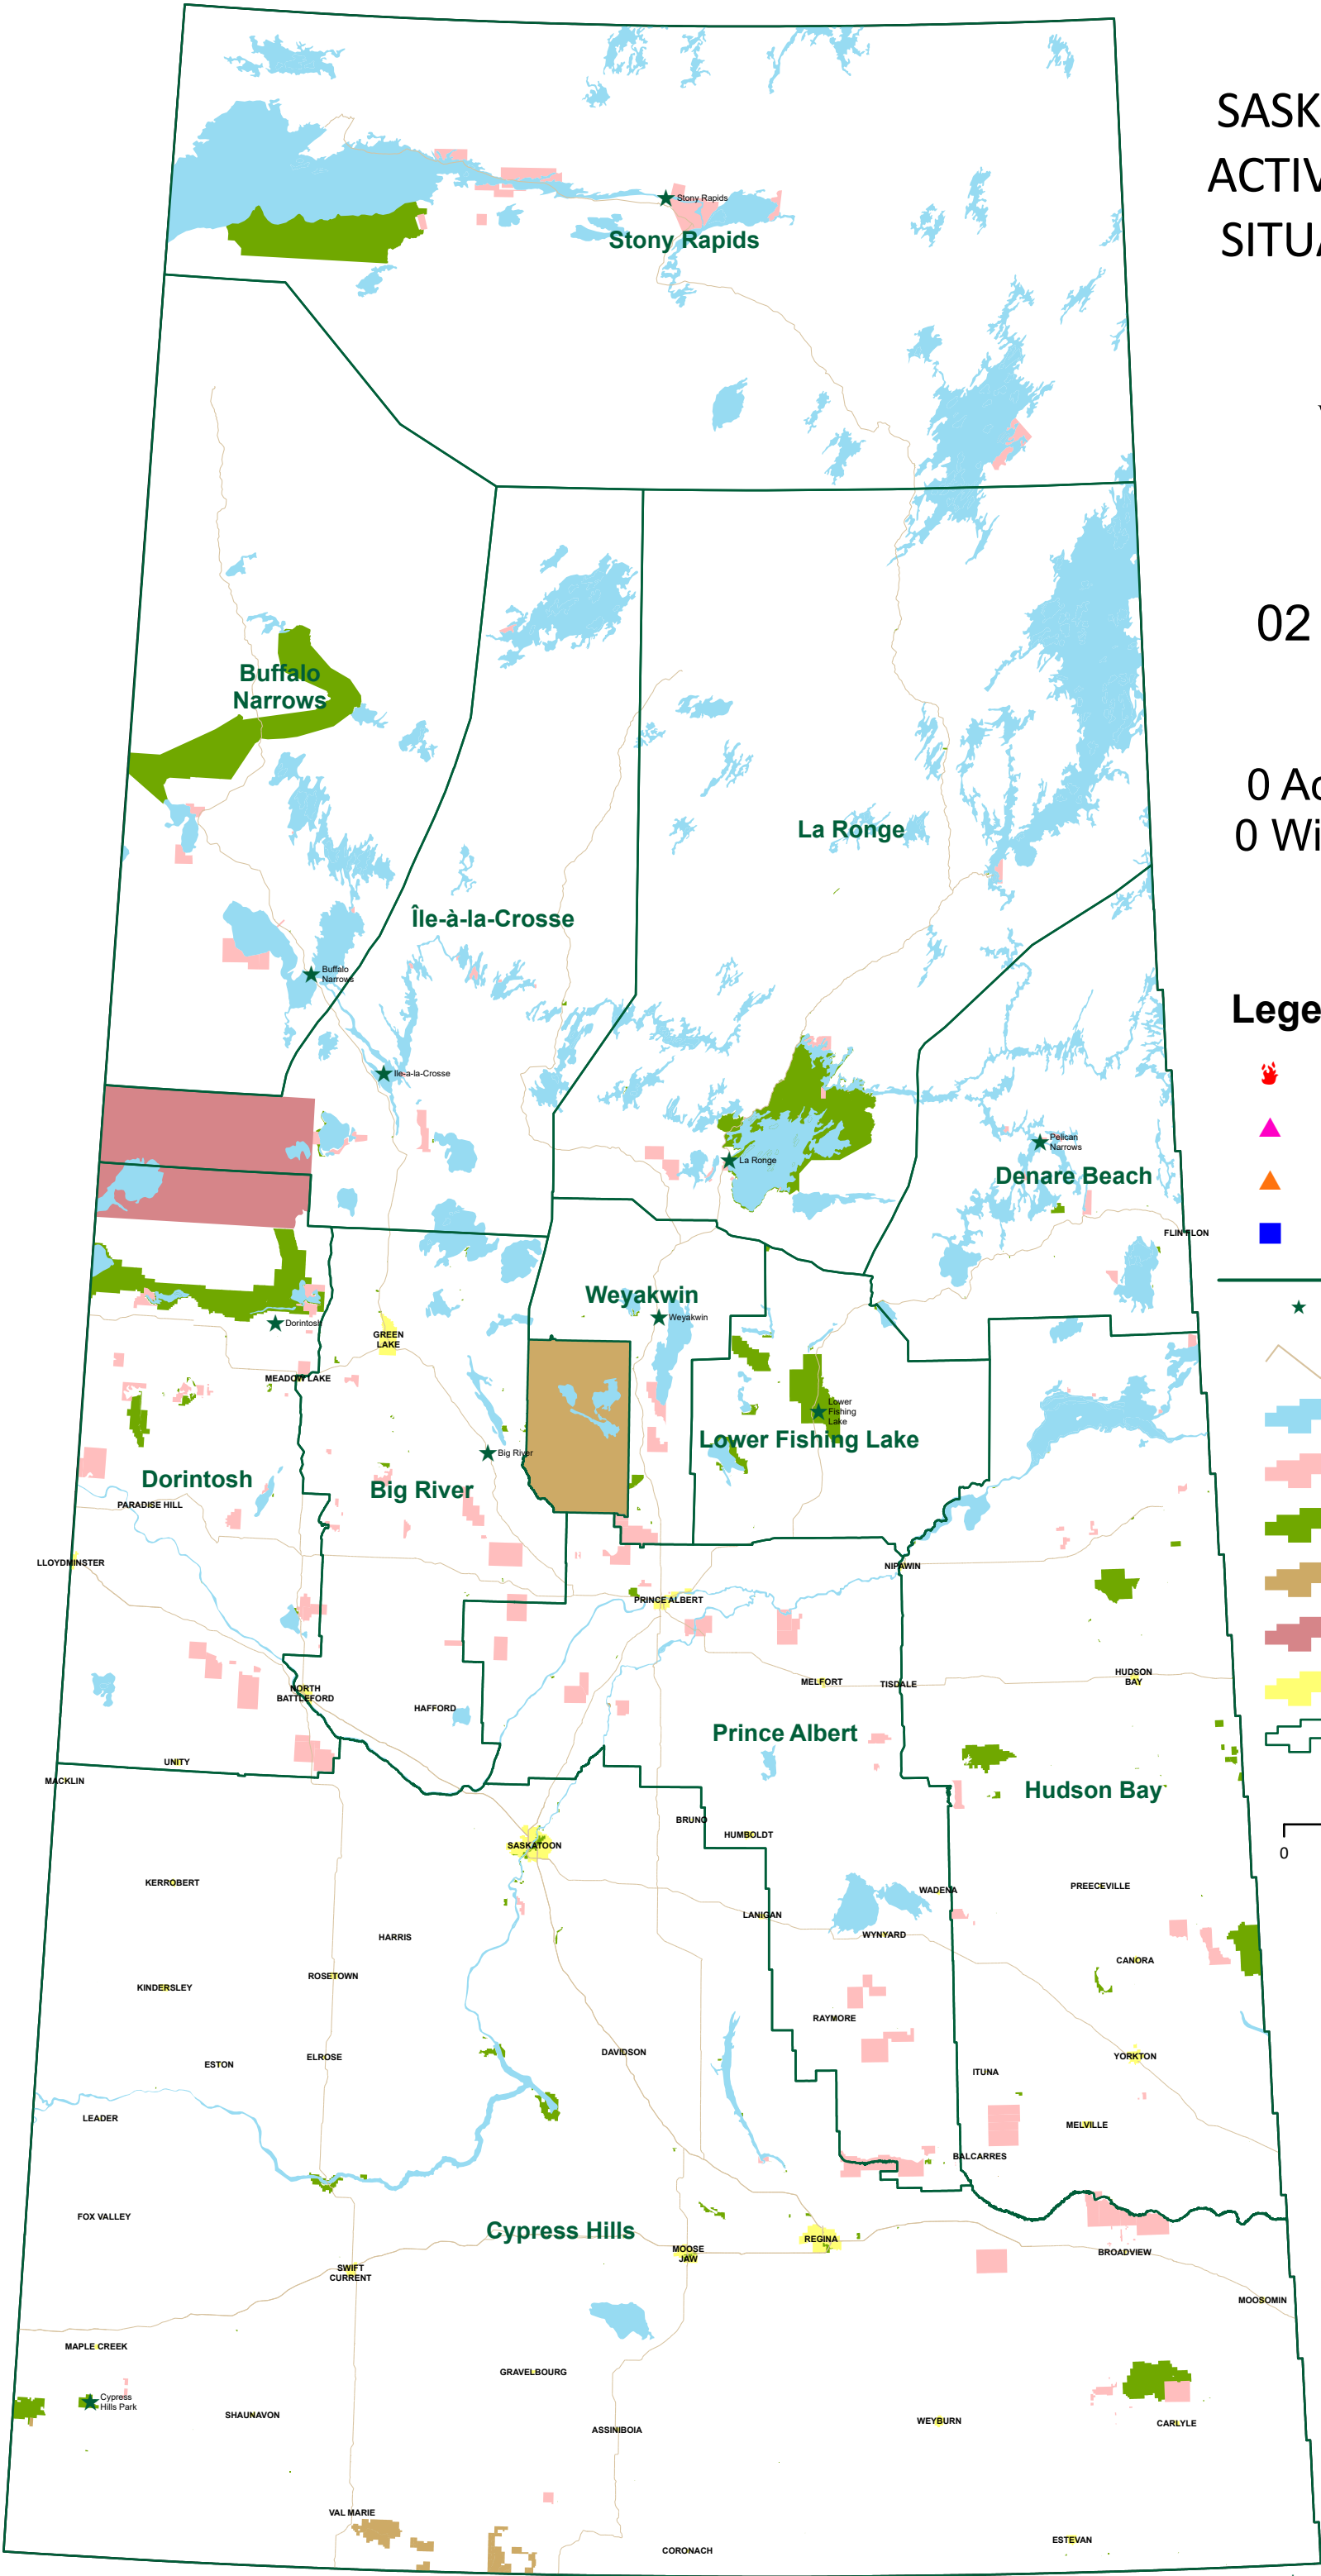 SASK
ACTIV
SITUA
Stony Rapids
Stony Rapids
02
Buffalo
Narrows
0 Ac
0 Wi
La Ronge
Île-à-la-Crosse
Buffalo
Narrows
Lege
Ile-a-la-Crosse
Pelican
Narrows
La Ronge
Denare Beach
FLIN FLON
Weyakwin
Weyakwin
Dorintosh
GREEN
LAKE
MEADOW LAKE
Lower
Fishing
Lake
Lower Fishing Lake
Big River
Dorintosh
Big River
PARADISE HILL
LLOYDMINSTER
NIPAWIN
PRINCE ALBERT
HUDSON
BAY
MELFORT
TISDALE
NORTH
BATTLEFORD
HAFFORD
Prince Albert
UNITY
MACKLIN
Hudson Bay
BRUNO
HUMBOLDT
SASKATOON
0
KERROBERT
PREECEVILLE
WADENA
LANIGAN
WYNYARD
HARRIS
CANORA
ROSETOWN
KINDERSLEY
RAYMORE
DAVIDSON
YORKTON
ELROSE
ESTON
ITUNA
LEADER
MELVILLE
BALCARRES
FOX VALLEY
Cypress Hills
REGINA
MOOSE
JAW
BROADVIEW
SWIFT
CURRENT
MOOSOMIN
MAPLE CREEK
GRAVELBOURG
Cypress
Hills Park
SHAUNAVON
WEYBURN
CARLYLE
ASSINIBOIA
VAL MARIE
ESTEVAN
CORONACH